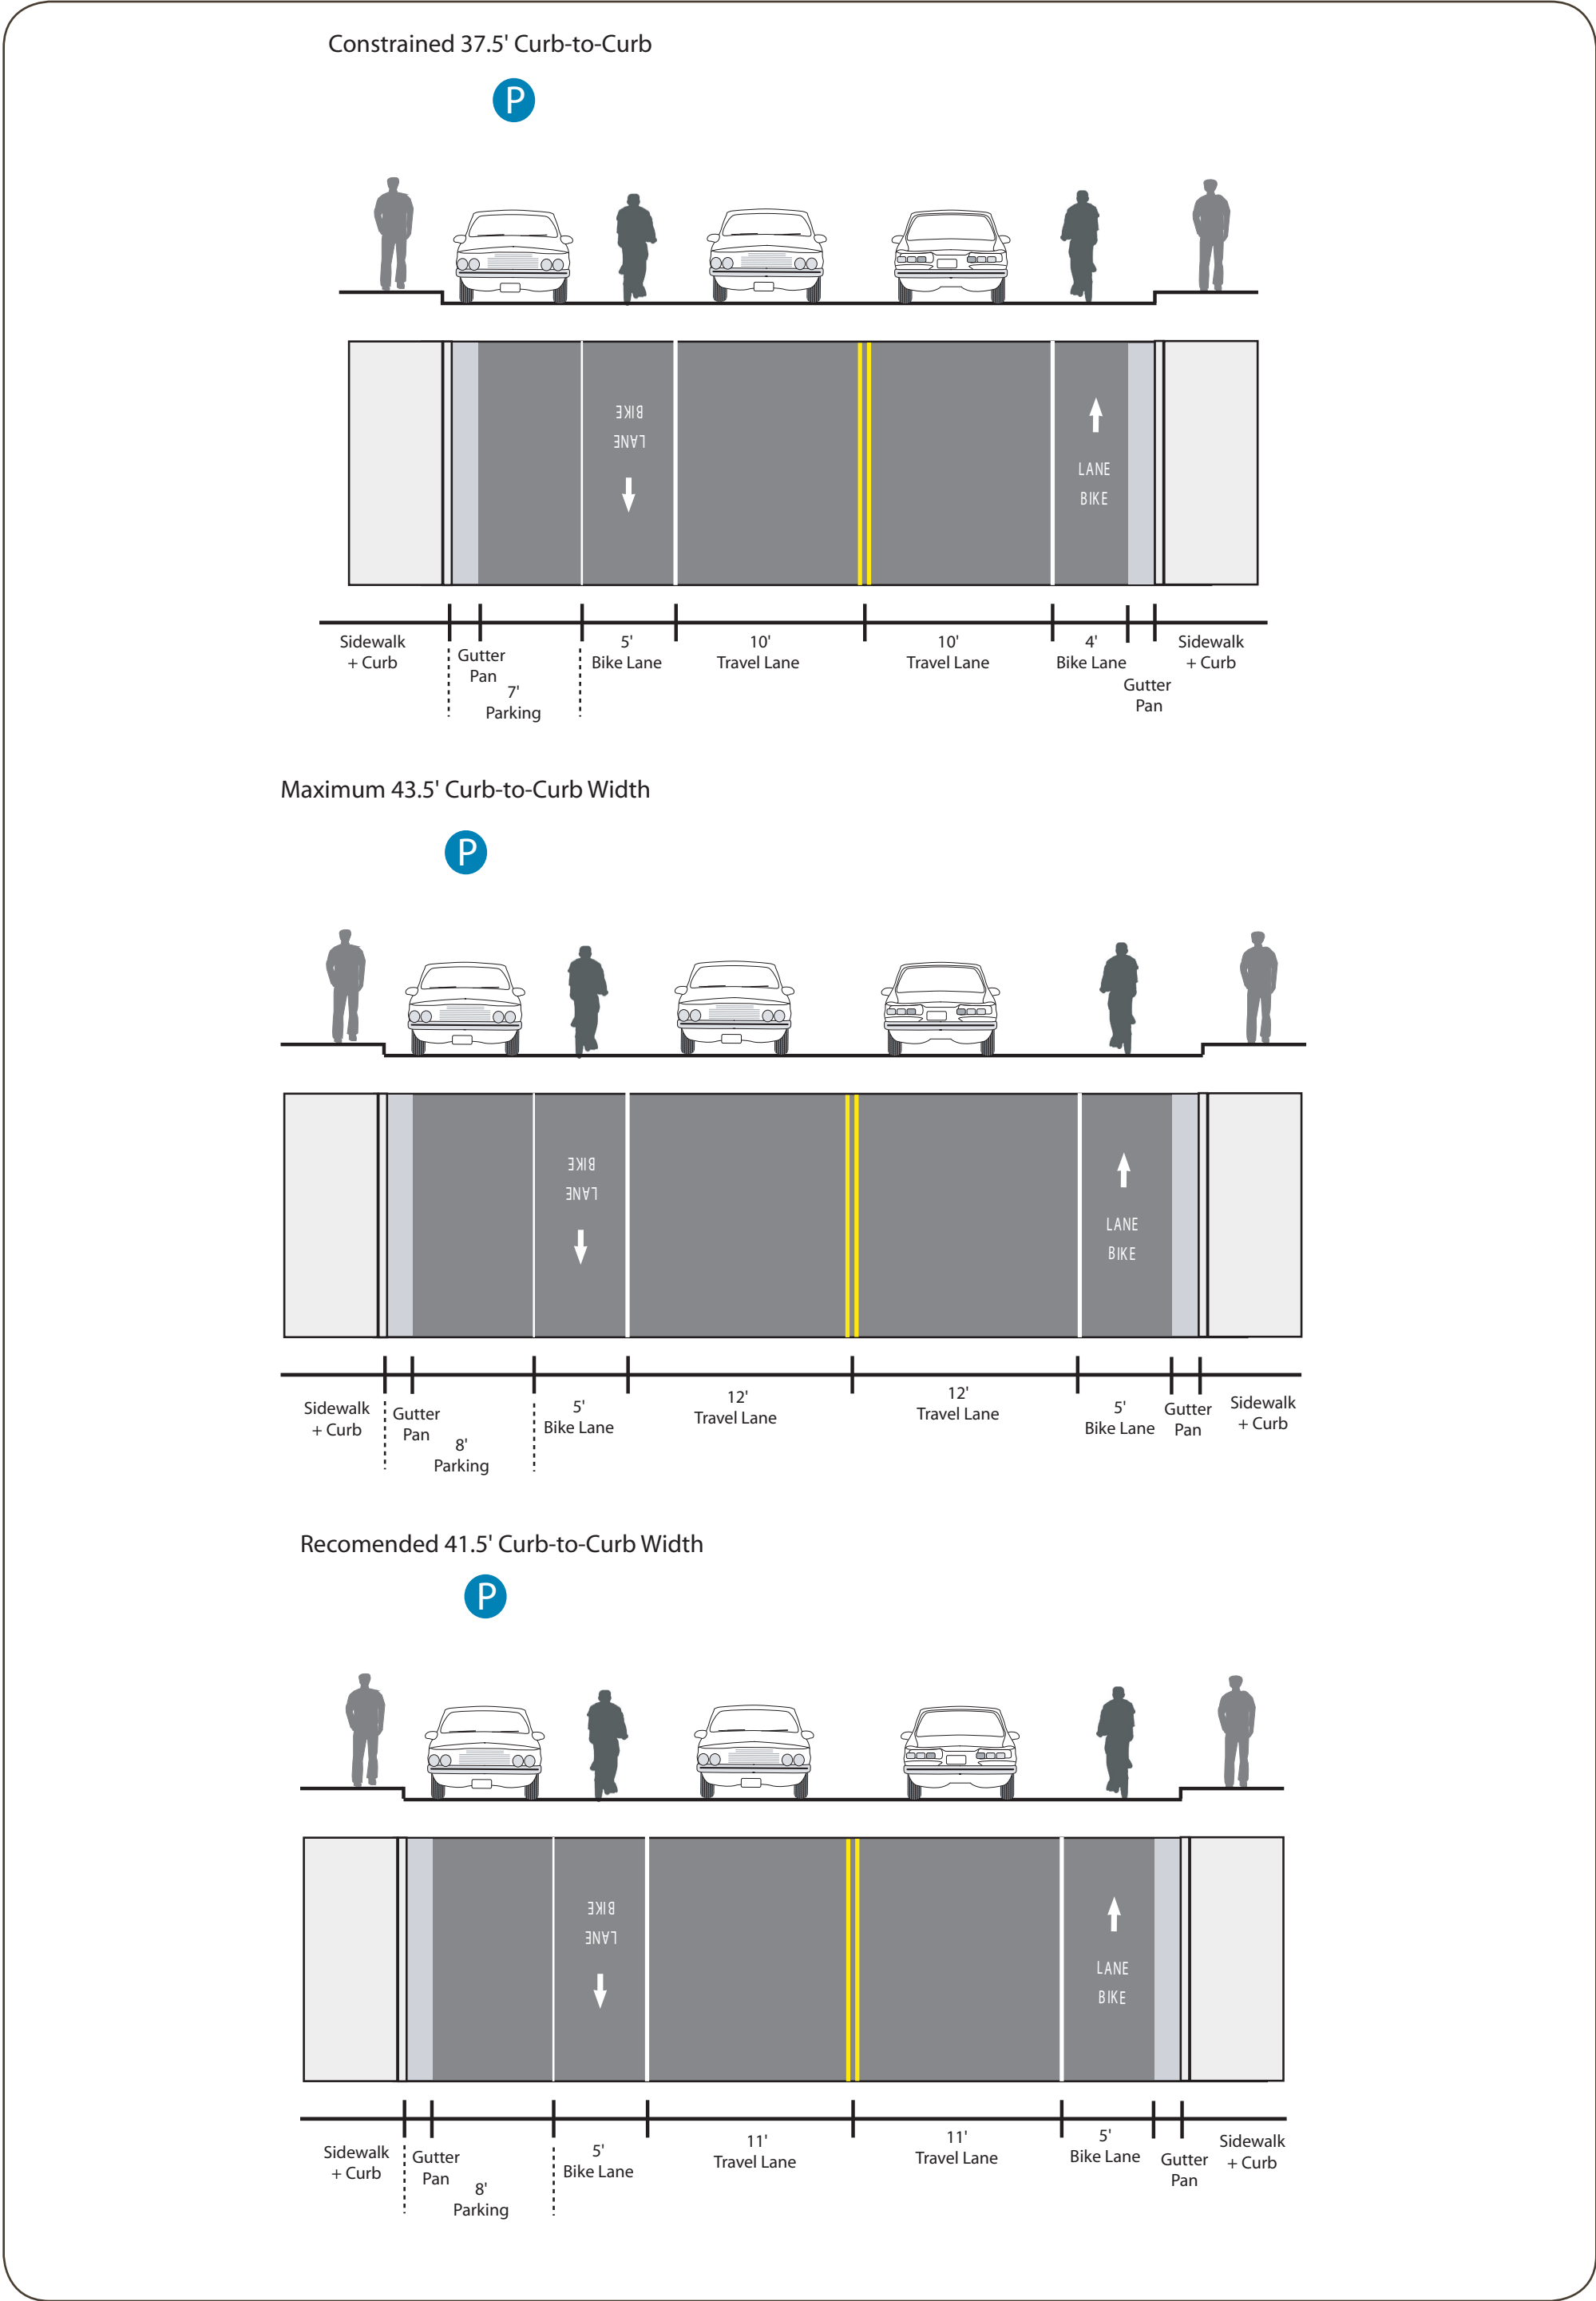 Constrained 37.5' Curb-to-Curb
P
BIKE
LANE
LANE
BIKE
Sidewalk
+ Curb
Gutter
Pan
7'
Parking
5'
Bike Lane
10'
Travel Lane
10'
Travel Lane
4'
Bike Lane
Gutter
Pan
Sidewalk
+ Curb
Maximum 43.5' Curb-to-Curb Width
P
BIKE
LANE
LANE
BIKE
Sidewalk
+ Curb
Gutter
Pan
8'
Parking
5'
Bike Lane
12'
Travel Lane
12'
Travel Lane
5'
Bike Lane
Gutter
Pan
Sidewalk
+ Curb
Recomended 41.5' Curb-to-Curb Width
P
BIKE
LANE
LANE
BIKE
Sidewalk
+ Curb
Gutter
Pan
8'
Parking
5'
Bike Lane
11'
Travel Lane
11'
Travel Lane
5'
Bike Lane
Gutter
Pan
Sidewalk
+ Curb